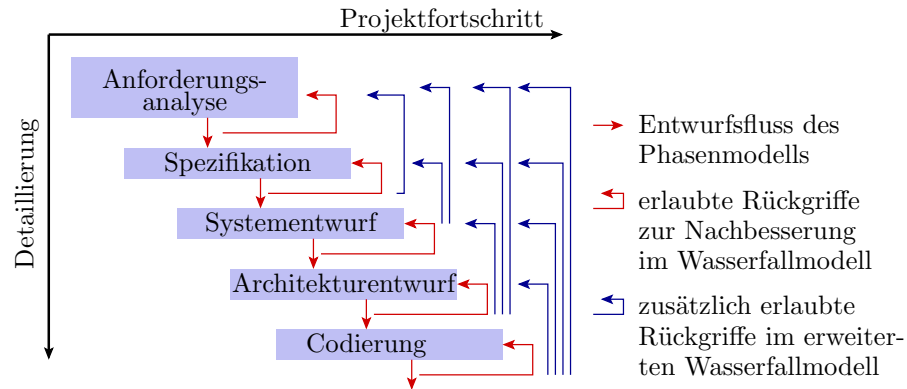 Projektfortschritt
Detaillierung
Anforderungs-
analyse
Spezifikation
Systementwurf
Architekturentwurf
Codierung
Entwurfsfluss des
Phasenmodells
erlaubte Rückgriffe
zur Nachbesserung
im Wasserfallmodell
zusätzlich erlaubte
Rückgriffe im erweiter-
ten Wasserfallmodell